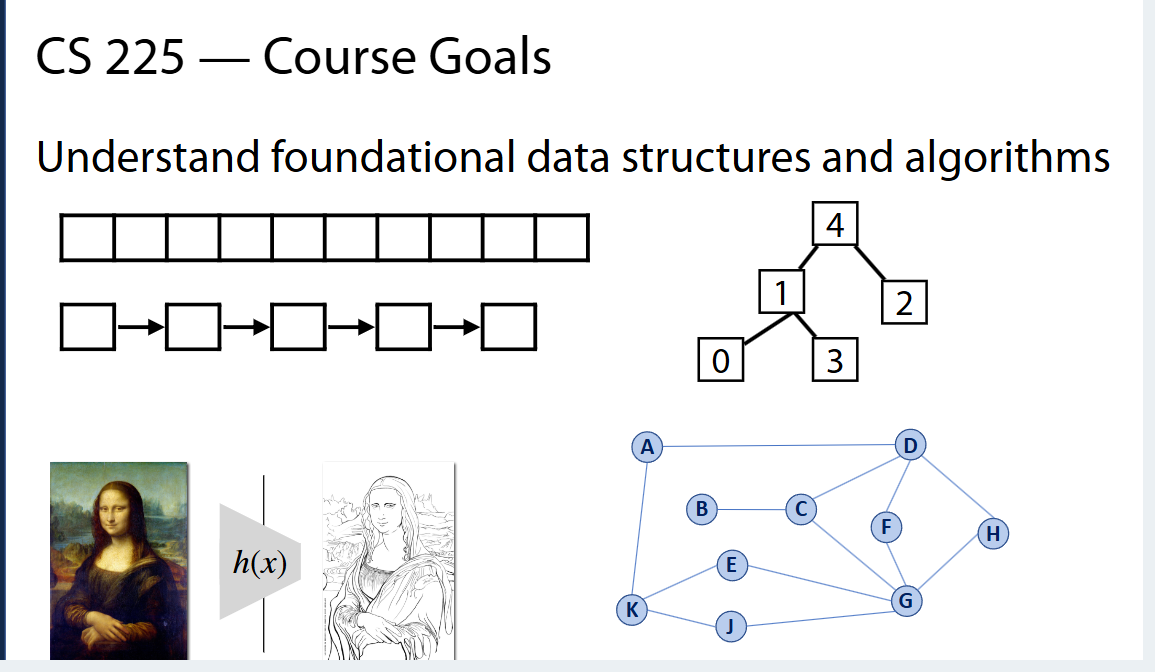 CS 225 — Course Goals
Understand foundational data structures and algorithms
4
1
2
0
3
h(x)
A
D
B
C
F
H
E
G
K
J